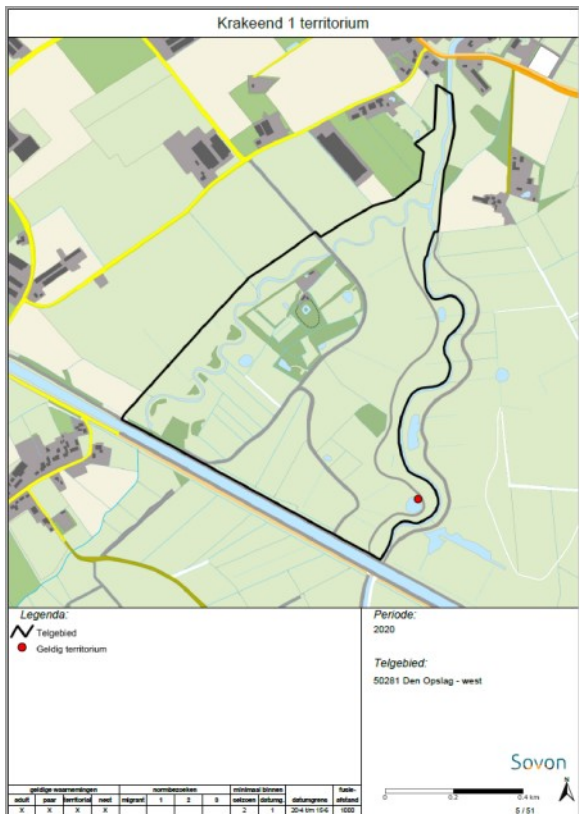 Krakeend 1 territorium
Legenda:
Telgebied
Geldig territorium
Periode:
2020
Telgebied:
50281 Den Opslag - west
Sovon
0 0.2 0.4 km
N
5 / 51
geldige waarnemingen normbezoeken minimaal binnen fusie-
adult paar territoriaal nest migrant 1 2 3 seizoen datumg. datumgrens afstand
X X X X 2 1 20-4 t/m 15-6 1000